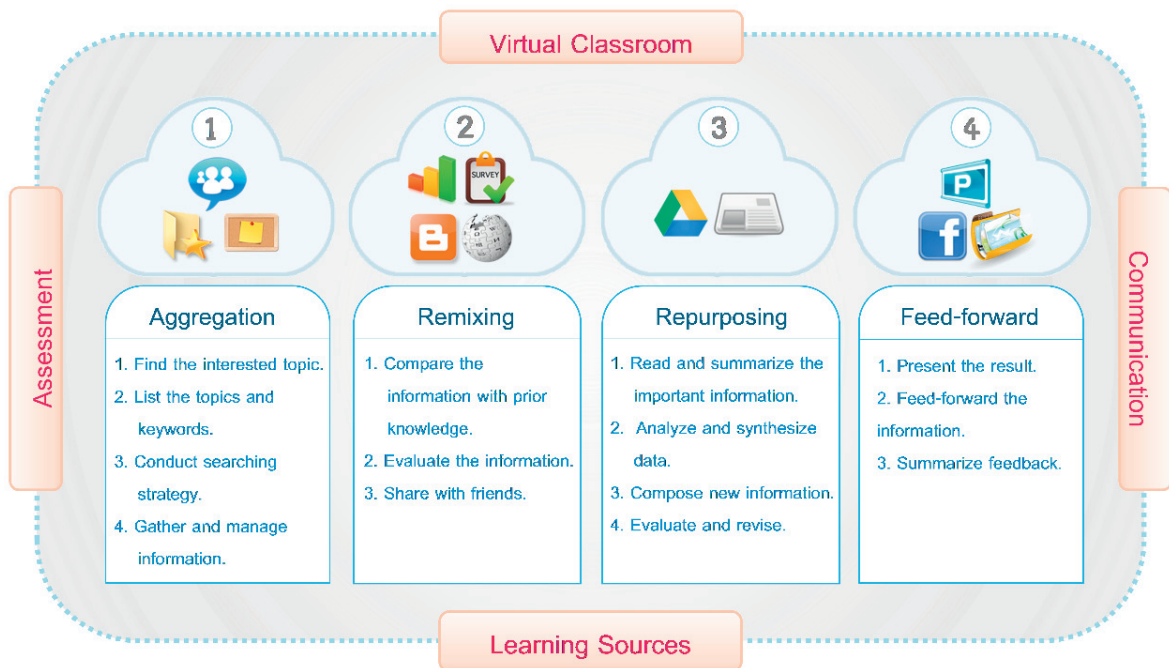 Virtual Classroom
Assessment
Communication
1
2
3
4
SURVEY
B
P
f
Aggregation
1. Find the interested topic.
2. List the topics and
keywords.
3. Conduct searching
strategy.
4. Gather and manage
information.
Remixing
1. Compare the
information with prior
knowledge.
2. Evaluate the information.
3. Share with friends.
Repurposing
1. Read and summarize the
important information.
2. Analyze and synthesize
data.
3. Compose new information.
4. Evaluate and revise.
Feed-forward
1. Present the result.
2. Feed-forward the
information.
3. Summarize feedback.
Learning Sources